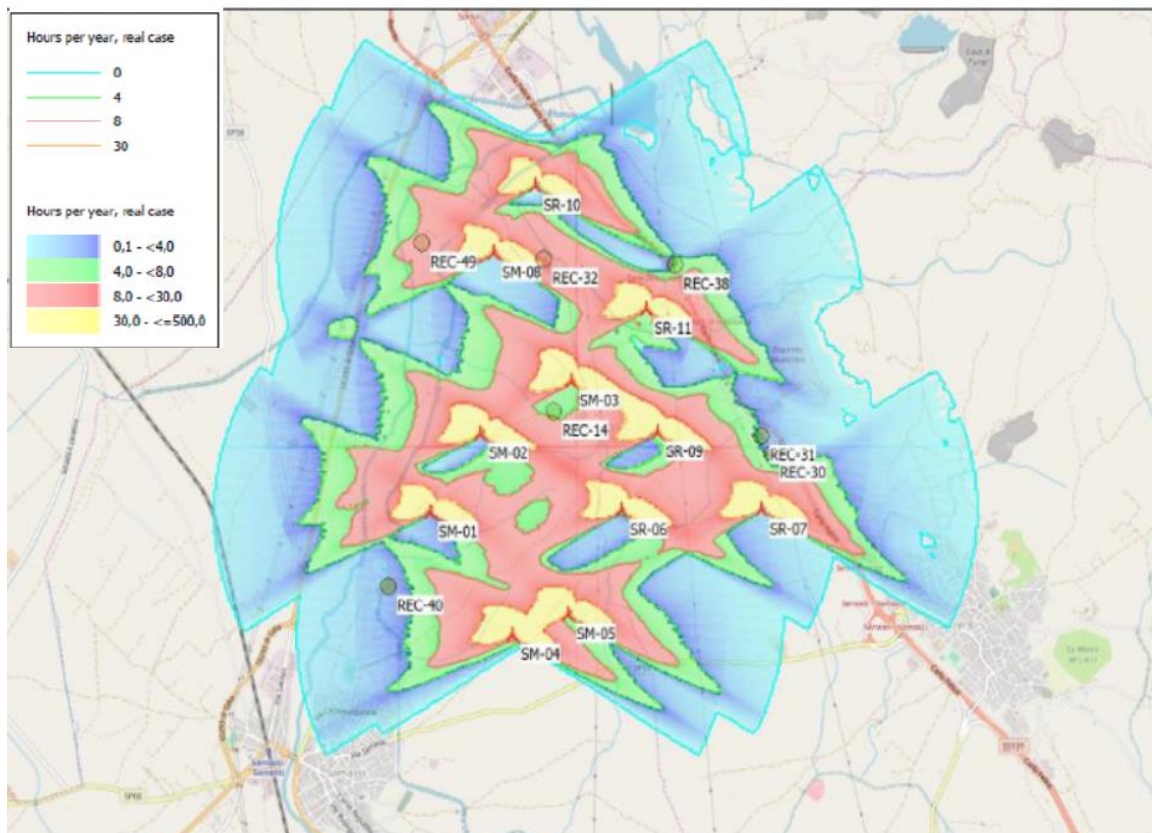 Hours per year, real case
0
4
8
30
Hours per year, real case
0,1 - <4,0
4,0 - <8,0
8,0 - <30,0
30,0 - <=500,0
SR-10
REC-49
SM-08
REC-32
REC-38
SR-11
SM-03
REC-14
SM-02
SR-09
REC-31
REC-30
SM-01
SR-06
SR-07
REC-40
SM-05
SM-04
SS131